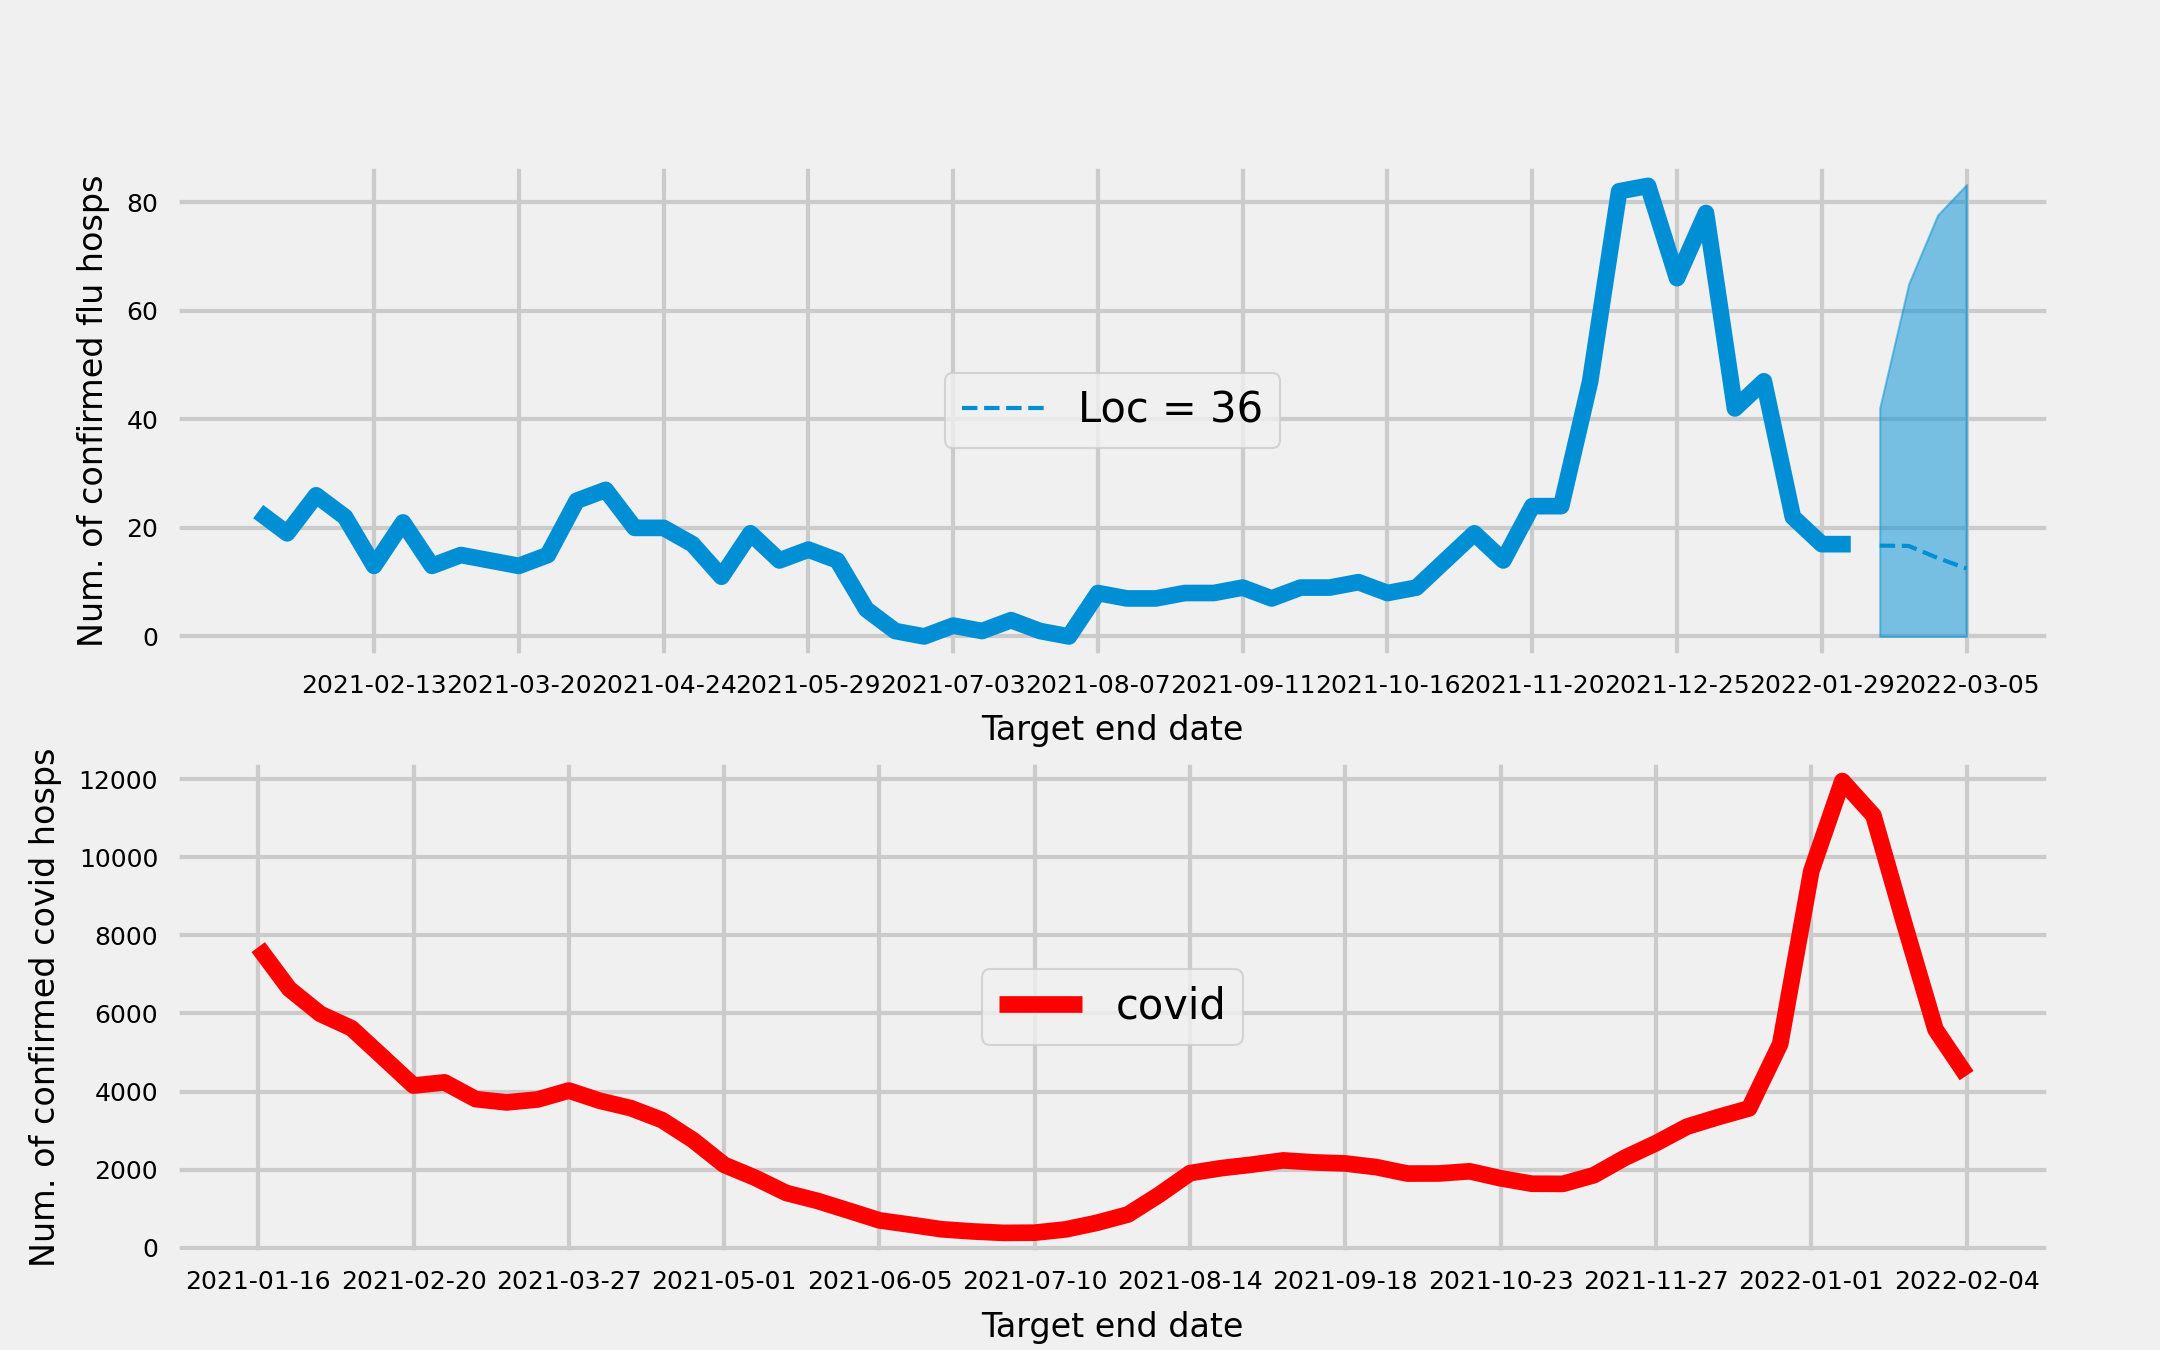 Num. of confirmed flu hosps
80
60
40
20
0
Loc = 36
2021-02-13 2021-03-20 2021-04-24 2021-05-29 2021-07-03 2021-08-07 2021-09-11 2021-10-16 2021-11-20 2021-12-25 2022-01-29 2022-03-05
Target end date
Num. of confirmed covid hosps
12000
10000
8000
6000
4000
2000
0
covid
2021-01-16 2021-02-20 2021-03-27 2021-05-01 2021-06-05 2021-07-10 2021-08-14 2021-09-18 2021-10-23 2021-11-27 2022-01-01 2022-02-04
Target end date